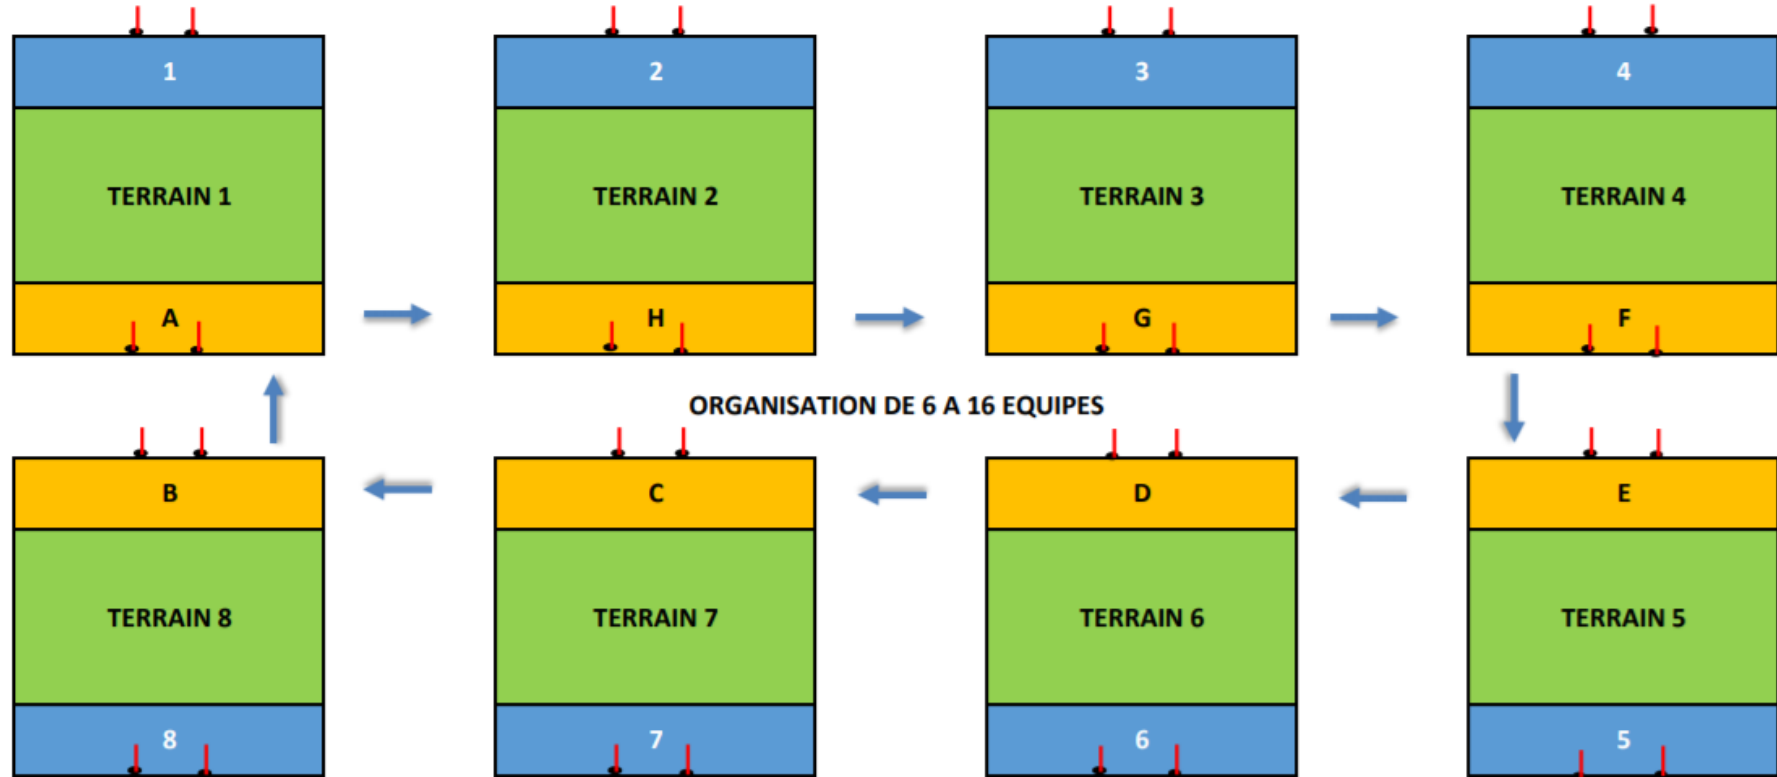 1
2
3
4
TERRAIN 1
TERRAIN 2
TERRAIN 3
TERRAIN 4
A
H
G
F
ORGANISATION DE 6 A 16 EQUIPES
B
C
D
E
TERRAIN 8
TERRAIN 7
TERRAIN 6
TERRAIN 5
8
7
6
5